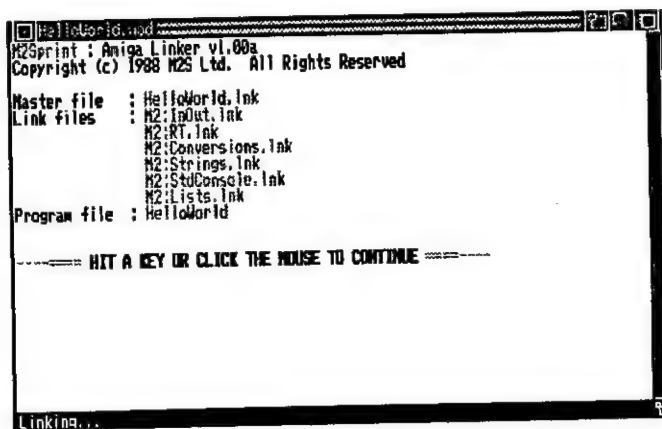 HelloWorld.mod
M2Sprint : Amiga Linker v1.00a
Copyright (c) 1988 M2S Ltd.  All Rights Reserved
Master file : HelloWorld.lnk
Link files : M2:InOut.lnk
M2:RT.lnk
M2:Conversions.lnk
M2:Strings.lnk
M2:StdConsole.lnk
M2:Lists.lnk
Program file : HelloWorld
----==== HIT A KEY OR CLICK THE MOUSE TO CONTINUE ====----
Linking...